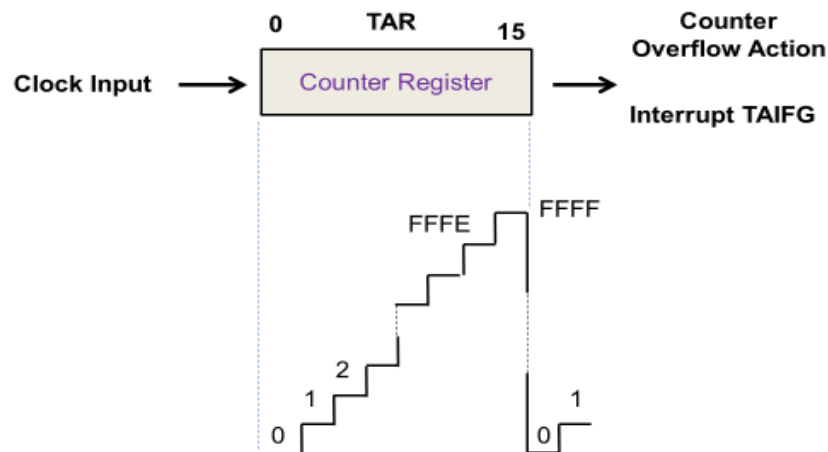 0
TAR
15
Counter
Overflow Action
Clock Input
Counter Register
Interrupt TAIFG
FFFE
FFFF
2
1
1
0
0